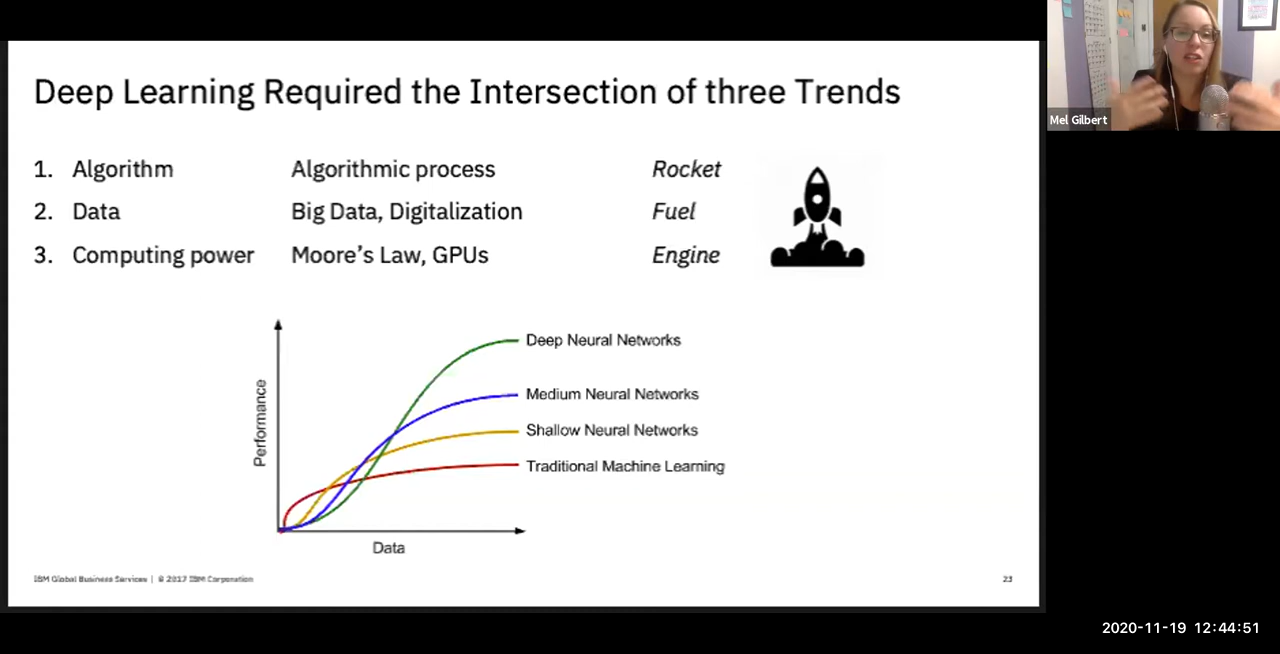 Deep Learning Required the Intersection of three Trends
1. Algorithm Algorithmic process Rocket
2. Data Big Data, Digitalization Fuel
3. Computing power Moore's Law, GPUs Engine
Deep Neural Networks
Medium Neural Networks
Shallow Neural Networks
Traditional Machine Learning
Performance
Data
IBM Global Business Services | © 2017 IBM Corporation 23
Mel Gilbert
2020-11-19 12:44:51